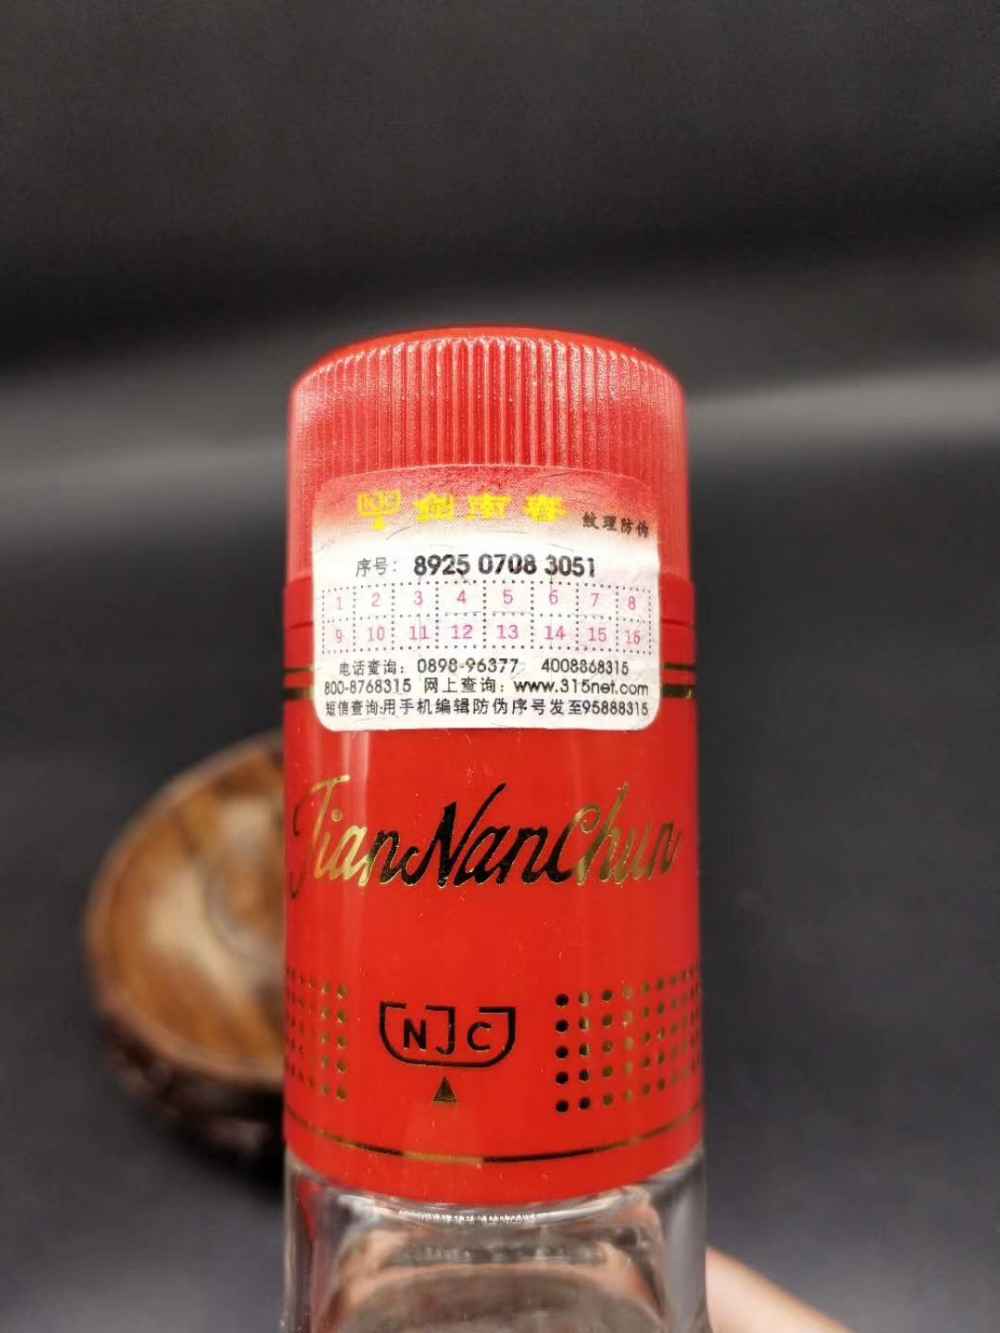 NJC 剑南春 纹理防伪
序号: 8925 0708 3051
1 2 3 4 5 6 7 8
9 10 11 12 13 14 15 16
电话查询: 0898-96377 4008868315
800-8768315 网上查询: www.315net.com
短信查询:用手机编辑防伪序号发至95888315
JianNanChun
NJC